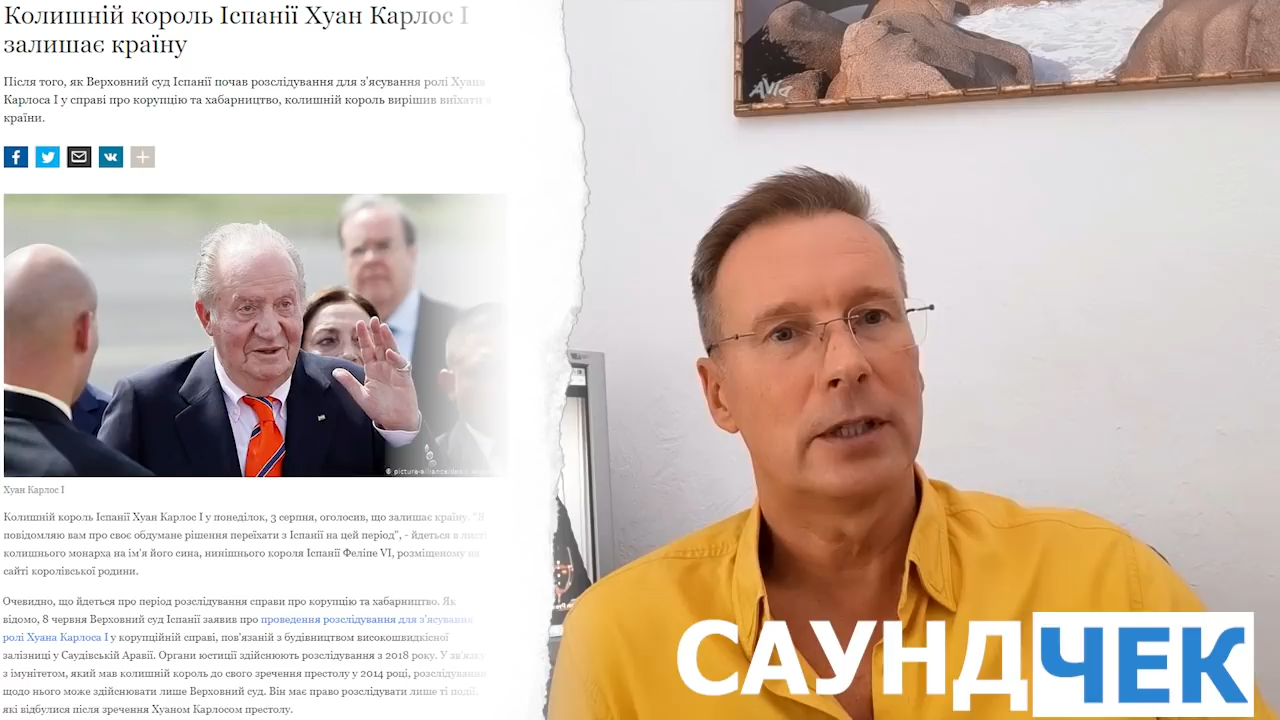 Колишній король Іспанії Хуан Карлос I
залишає країну
Після того, як Верховний суд Іспанії почав розслідування для з'ясування ролі Хуана
Карлоса I у справі про корупцію та хабарництво, колишній король вирішив виїхати з
країни.
© picture-alliance/dpa
Хуан Карлос I
Колишній король Іспанії Хуан Карлос I у понеділок, 3 серпня, оголосив, що залишає країну. "Я
повідомляю вам про своє обдумане рішення переїхати з Іспанії на цей період", - йдеться в листі
колишнього монарха на ім'я його сина, нинішнього короля Іспанії Феліпе VI, розміщеному на
сайті королівської родини.
Очевидно, що йдеться про період розслідування справи про корупцію та хабарництво. Як
відомо, 8 червня Верховний суд Іспанії заявив про проведення розслідування для з'ясування
ролі Хуана Карлоса I у корупційній справі, пов'язаній з будівництвом високошвидкісної
залізниці у Саудівській Аравії. Органи юстиції здійснюють розслідування з 2018 року. У зв'язку
з імунітетом, який мав колишній король до свого зречення престолу у 2014 році, розслідування
щодо нього може здійснювати лише Верховний суд. Він має право розслідувати лише ті події,
які відбулися після зречення Хуаном Карлосом престолу.
AVIA
САУНДЧЕК